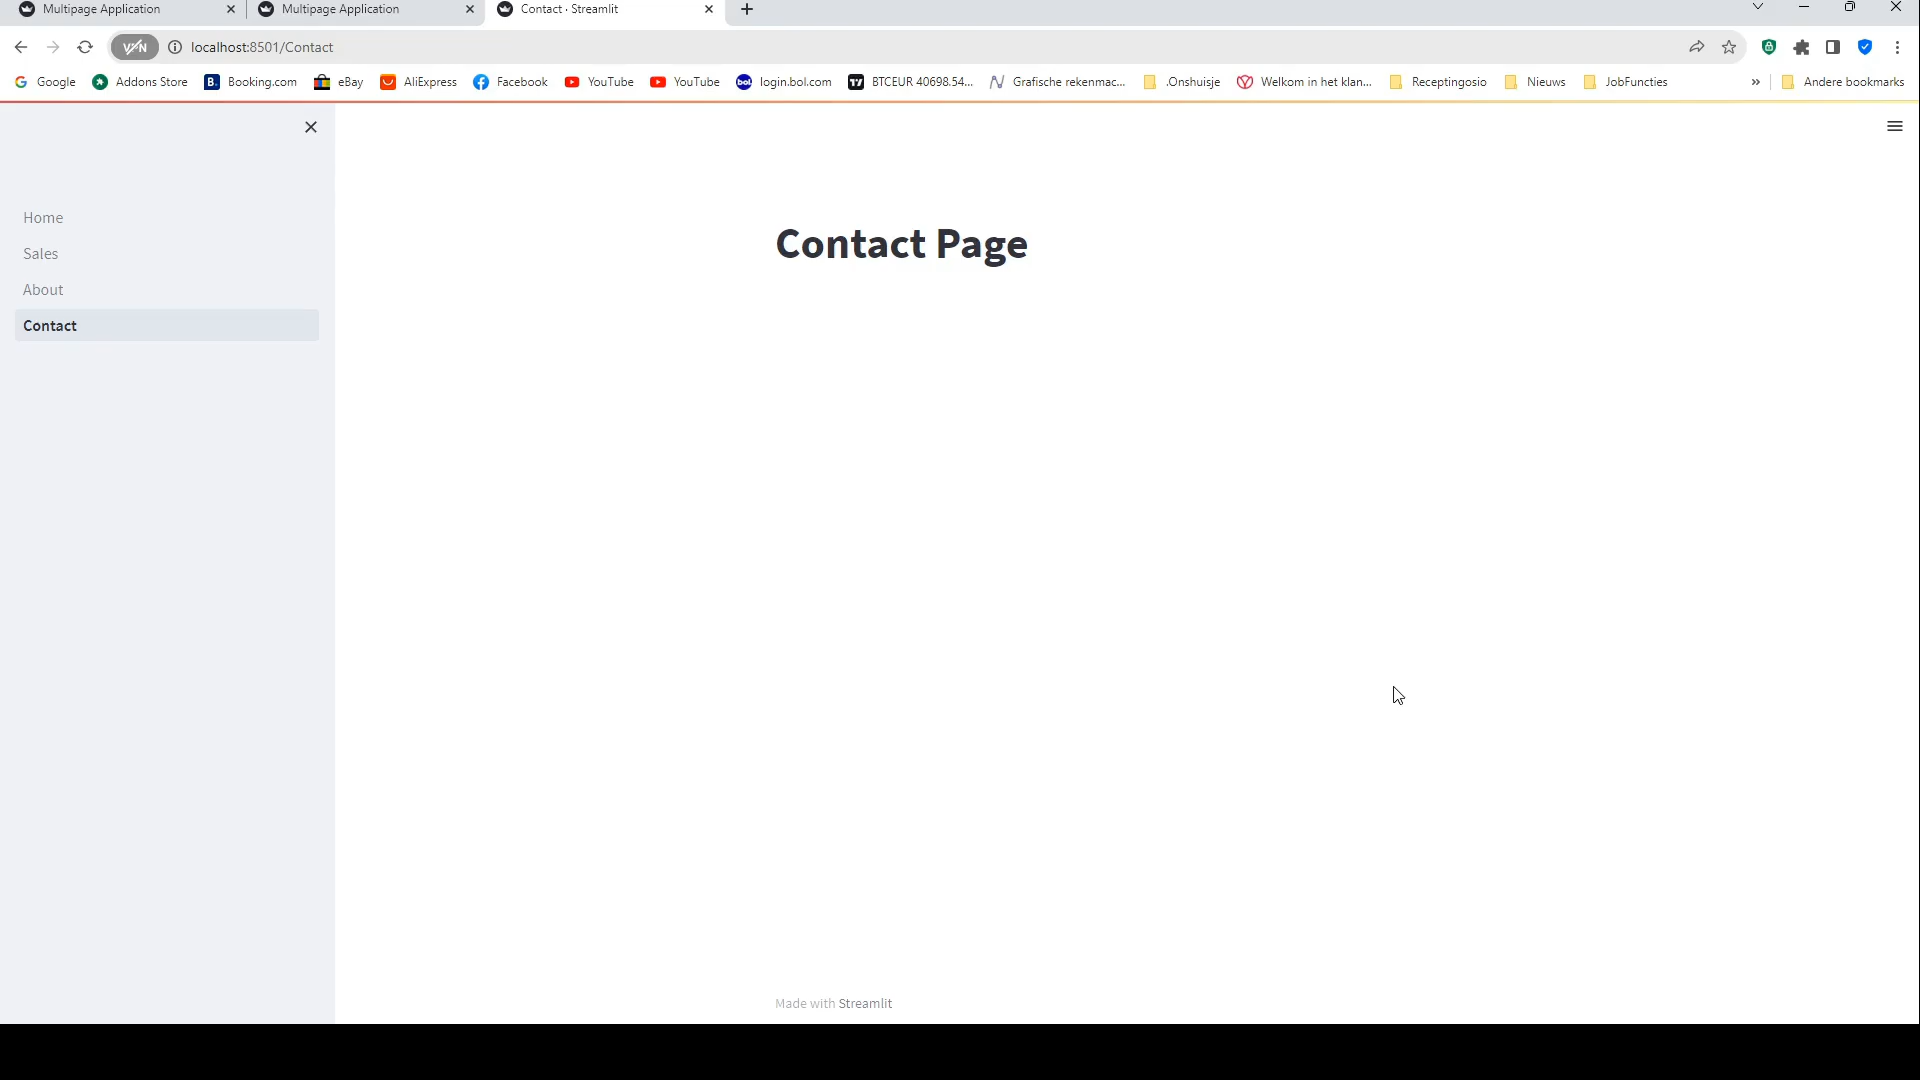 Multipage Application
Multipage Application
Contact · Streamlit
VPN
localhost:8501/Contact
Google
Addons Store
B.
Booking.com
eBay
AliExpress
Facebook
YouTube
YouTube
bol
login.bol.com
BTCEUR 40698.54...
Grafische rekenmac...
.Onshuisje
Welkom in het klan...
Receptingosio
Nieuws
JobFuncties
»
Andere bookmarks
Home
Sales
About
Contact
Contact Page
Made with Streamlit